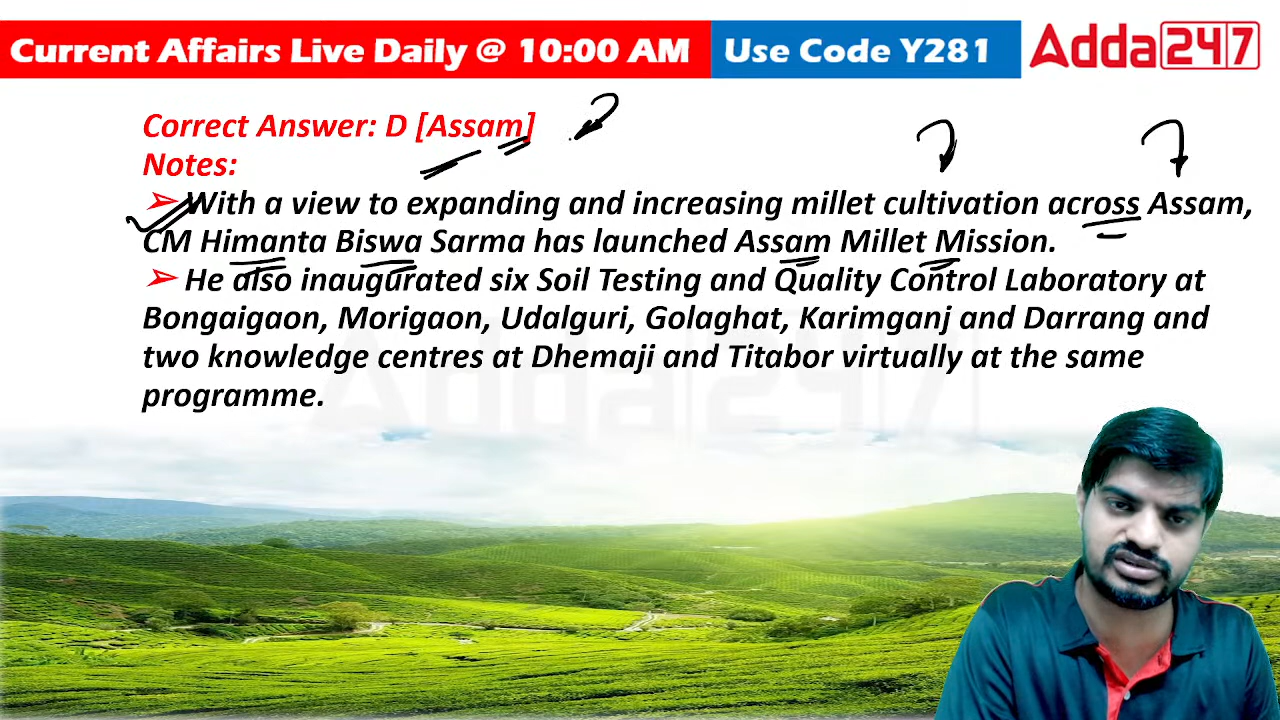 Current Affairs Live Daily @ 10:00 AM
Use Code Y281
Adda247
Correct Answer: D [Assam]
Notes:
➢ With a view to expanding and increasing millet cultivation across Assam,
CM Himanta Biswa Sarma has launched Assam Millet Mission.
➢ He also inaugurated six Soil Testing and Quality Control Laboratory at
Bongaigaon, Morigaon, Udalguri, Golaghat, Karimganj and Darrang and
two knowledge centres at Dhemaji and Titabor virtually at the same
programme.
Adda247